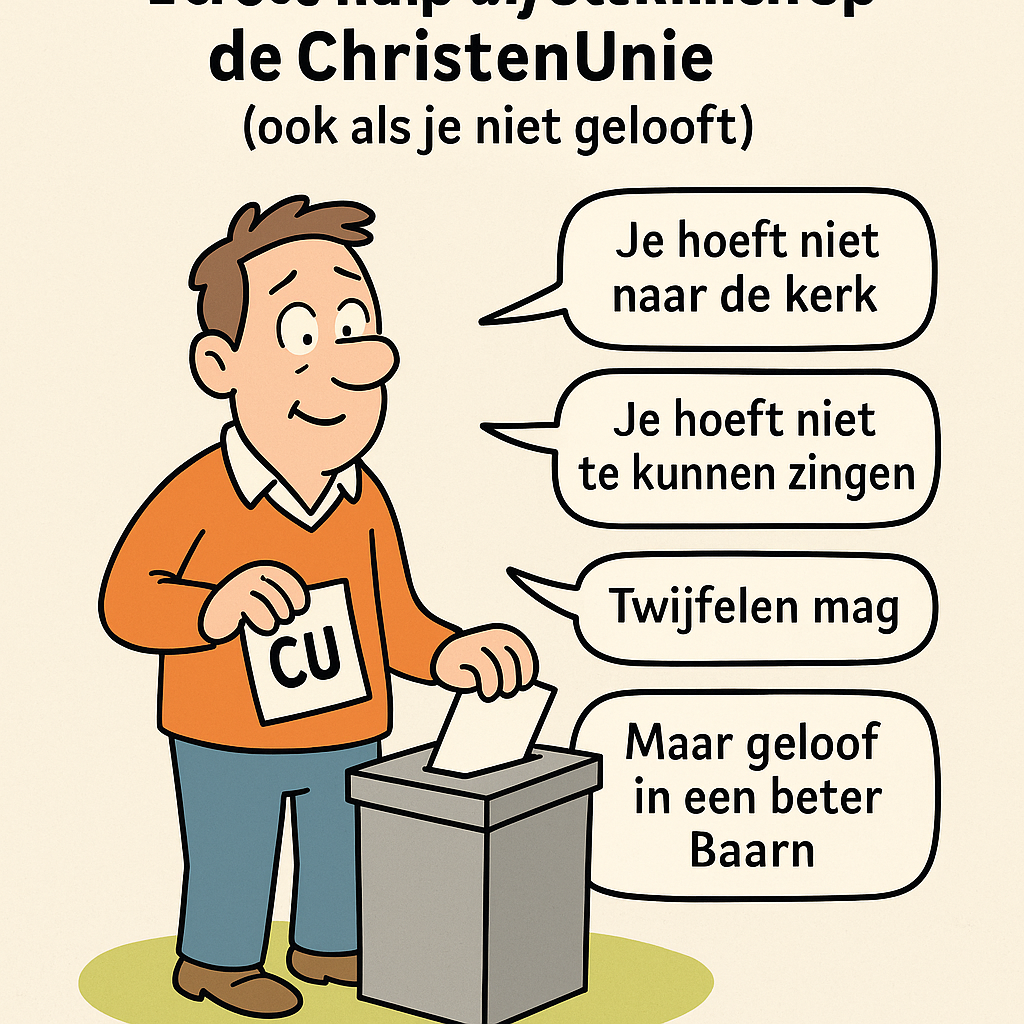 de ChristenUnie
(ook als je niet gelooft)
Je hoeft niet
naar de kerk
Je hoeft niet
te kunnen zingen
Twijfelen mag
Maar geloof
in een beter
Baarn
CU